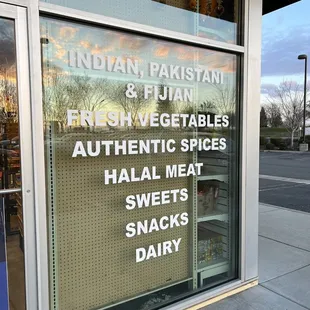 INDIAN, PAKISTANI
& FIJIAN
FRESH VEGETABLES
AUTHENTIC SPICES
HALAL MEAT
SWEETS
SNACKS
DAIRY